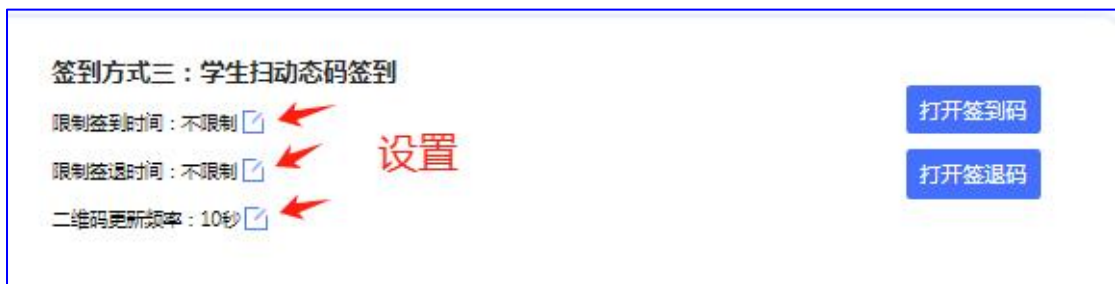 签到方式三：学生扫动态码签到
限制签到时间：不限制
打开签到码
限制签退时间：不限制
设置
打开签退码
二维码更新频率：10秒